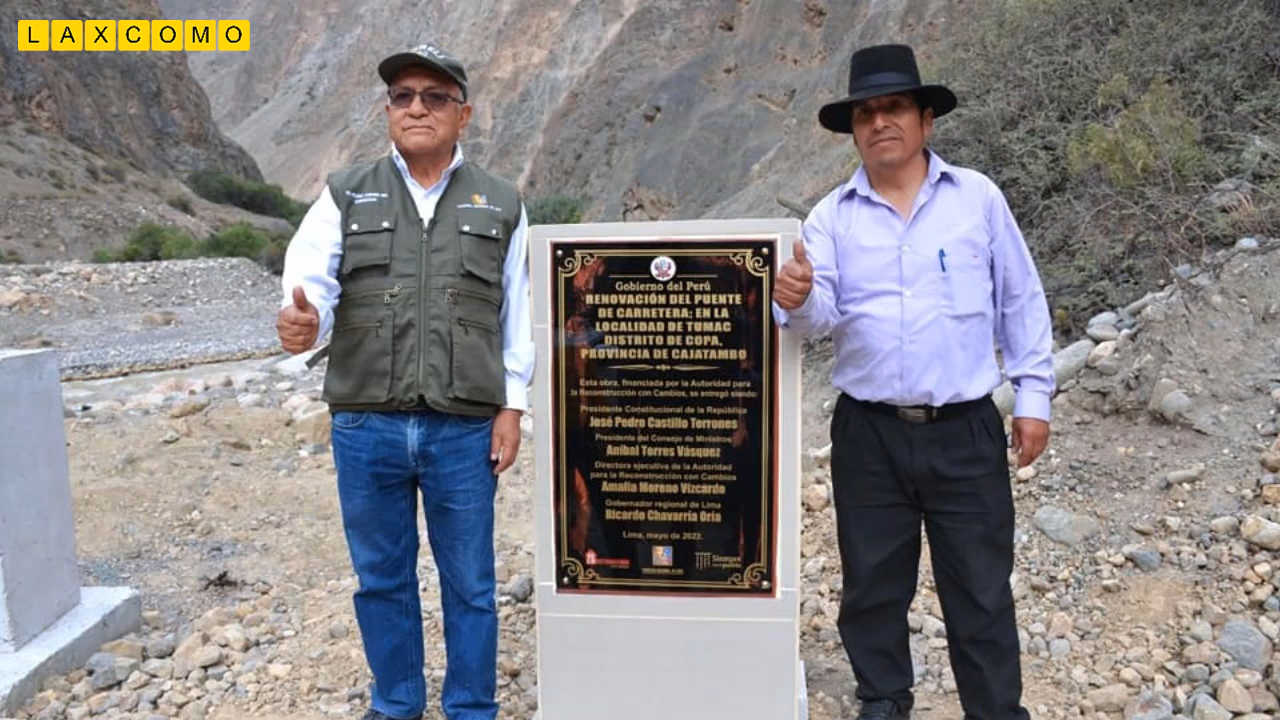 LAXCOMO
Gobierno del Perú
RENOVACIÓN DEL PUENTE
DE CARRETERA; EN LA
LOCALIDAD DE TUMAC
DISTRITO DE COPA,
PROVINCIA DE CAJATAMBO
Esta obra, financiada por la Autoridad para
la Reconstrucción con Cambios, se entregó siendo:
Presidente Constitucional de la República
José Pedro Castillo Terrones
Presidente del Consejo de Ministros
Aníbal Torres Vásquez
Directora ejecutiva de la Autoridad
para la Reconstrucción con Cambios
Amalia Moreno Vizcardo
Gobernador regional de Lima
Ricardo Chavarría Oria
Lima, mayo de 2022.
Siempre